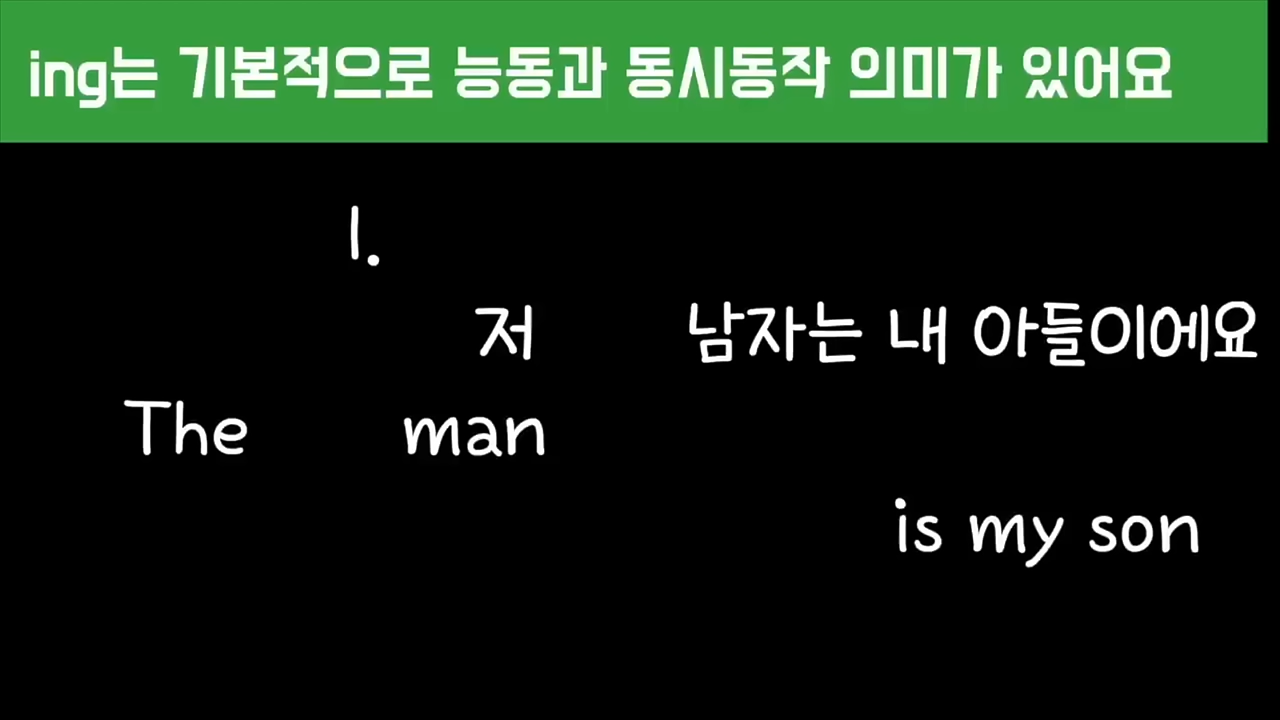 ing는 기본적으로 능동과 동시동작 의미가 있어요
1.
저 남자는 내 아들이에요
The man
is my son